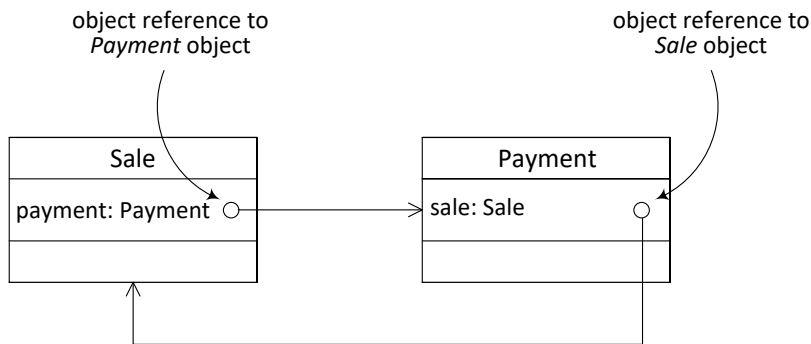 object reference to
Payment object
object reference to
Sale object
Sale
payment: Payment
Payment
sale: Sale